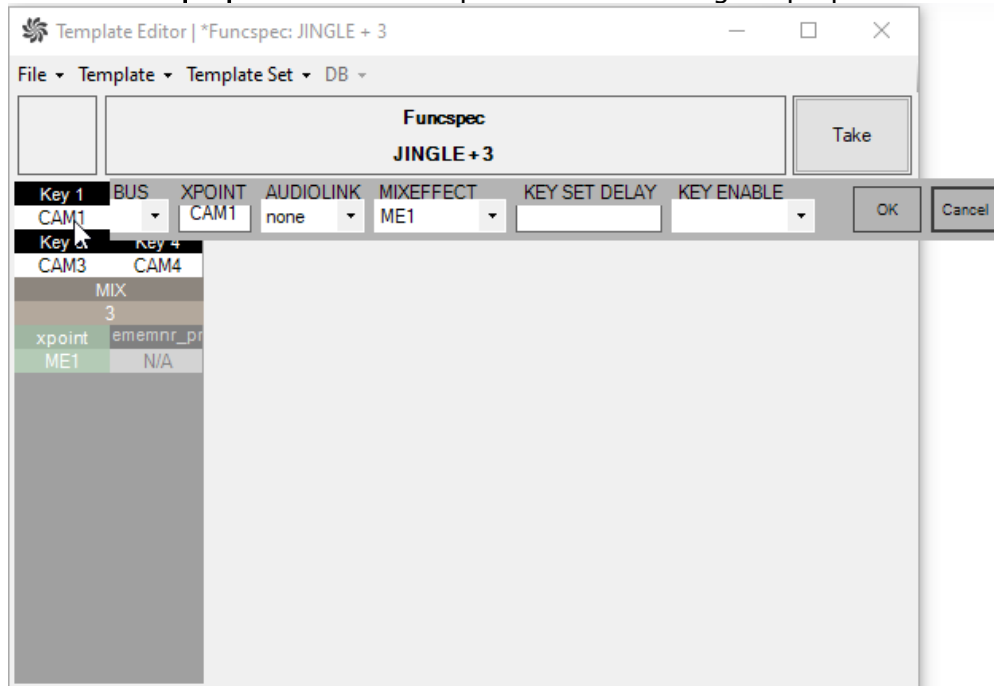 Template Editor | *Funcspec: JINGLE + 3
File Template Template Set DB
Funcspec
JINGLE + 3
Take
Key 1 BUS XPOINT AUDIOLINK MIXEFFECT KEY SET DELAY KEY ENABLE
CAM1 CAM1 none ME1 OK Cancel
Key Key 4
CAM3 CAM4
MIX
3
xpoint ememnr_pr
ME1 N/A